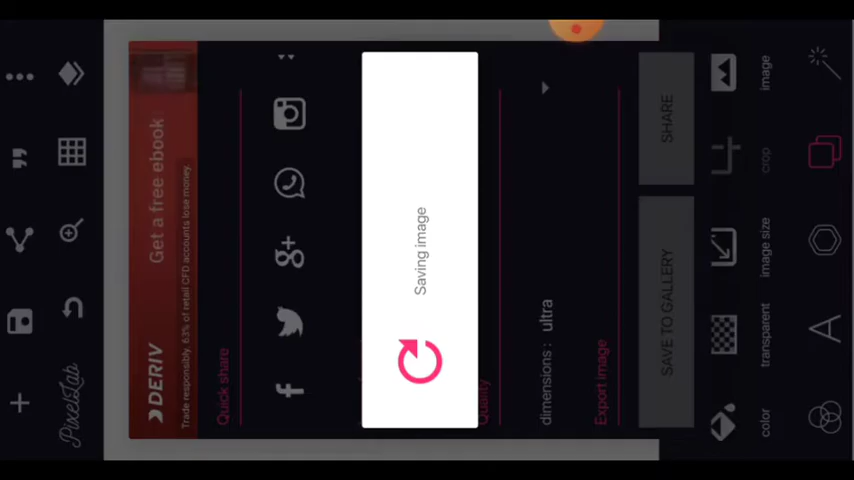 PixelLab
DERIV
Get a free ebook
Trade responsibly. 63% of retail CFD accounts lose money.
Quick share
Saving image
Quality
dimensions : ultra
Export image
SAVE TO GALLERY
SHARE
color
transparent
image size
crop
image